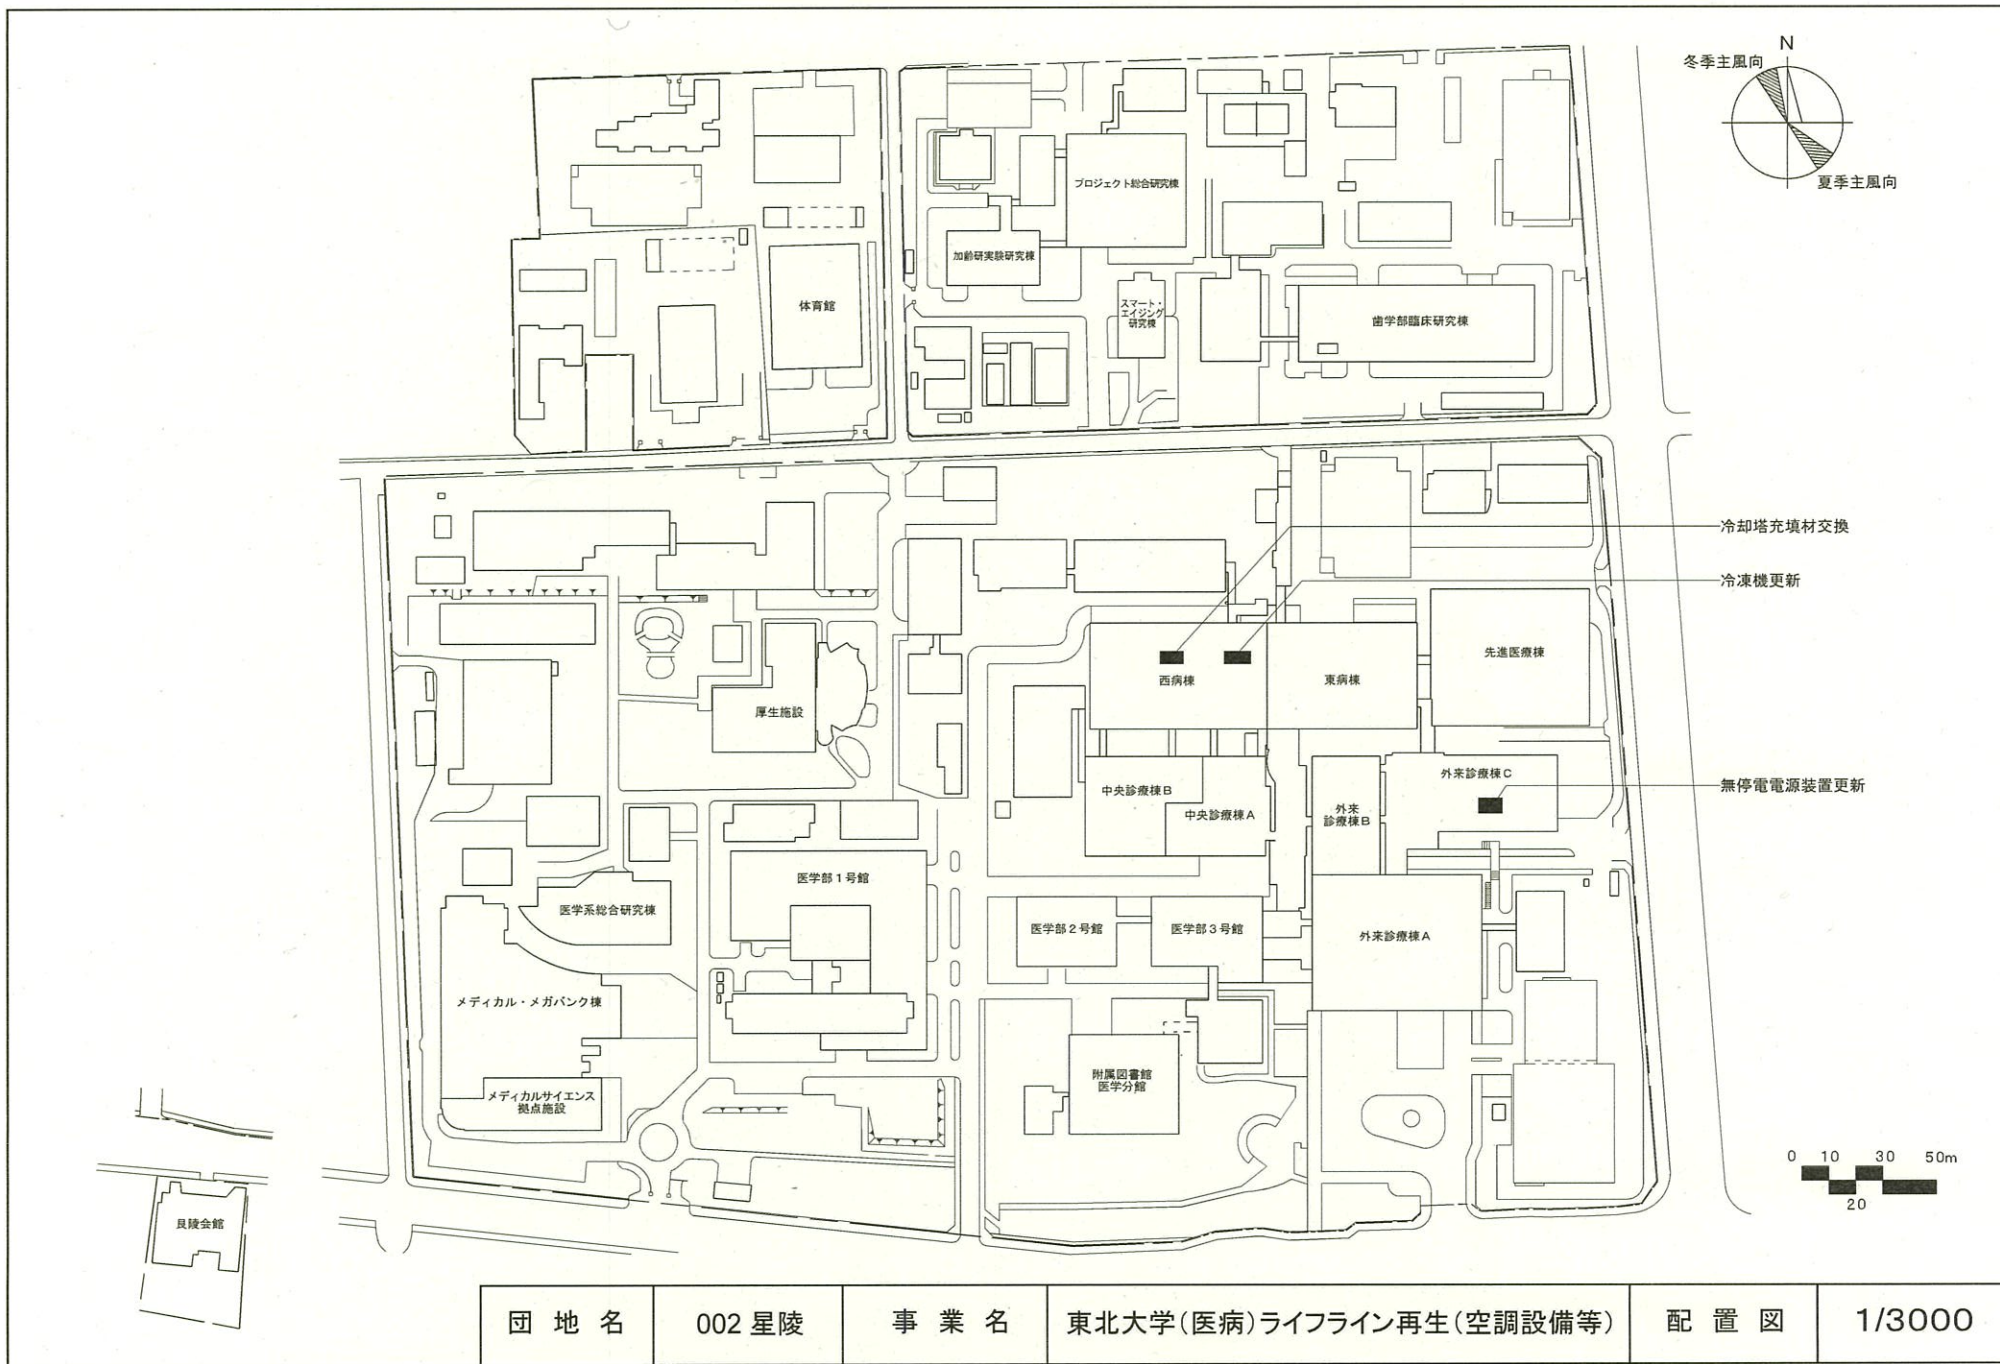 N
冬季主風向
夏季主風向
プロジェクト総合研究棟
加齢研実験研究棟
体育館
スマート・
エイジング
研究棟
歯学部臨床研究棟
冷却塔充填材交換
冷凍機更新
西病棟
東病棟
先進医療棟
厚生施設
中央診療棟B
中央診療棟A
外来
診療棟B
外来診療棟C
無停電電源装置更新
医学部1号館
医学系総合研究棟
医学部2号館
医学部3号館
外来診療棟A
メディカル・メガバンク棟
附属図書館
医学分館
メディカルサイエンス
拠点施設
艮陵会館
0 10 30 50m
20
団地名 002 星陵 事業名 東北大学(医病)ライフライン再生(空調設備等) 配置図 1/3000